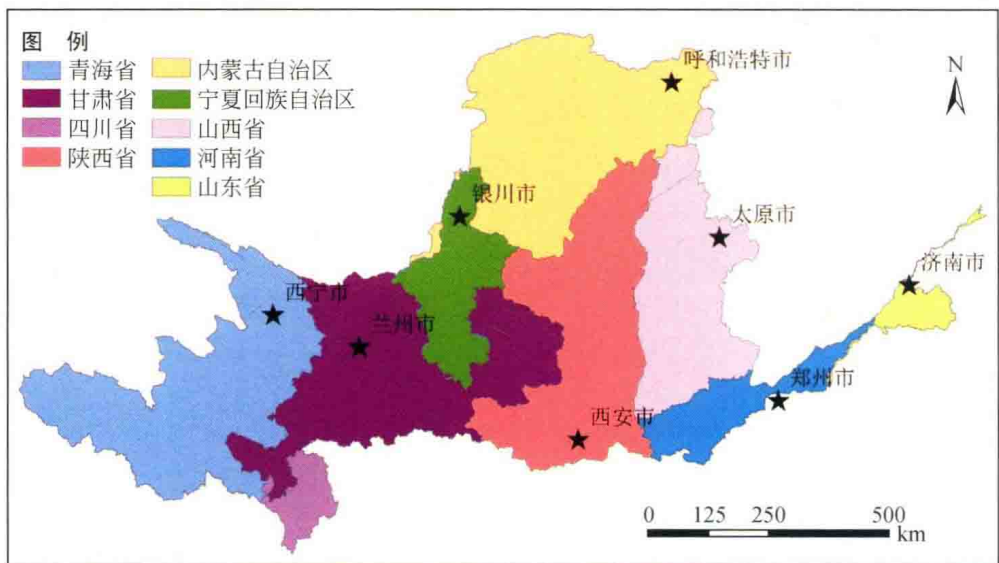 图 例
青海省
甘肃省
四川省
陕西省
内蒙古自治区
宁夏回族自治区
山西省
河南省
山东省
呼和浩特市
N
银川市
太原市
西宁市
兰州市
济南市
郑州市
西安市
0 125 250 500
km